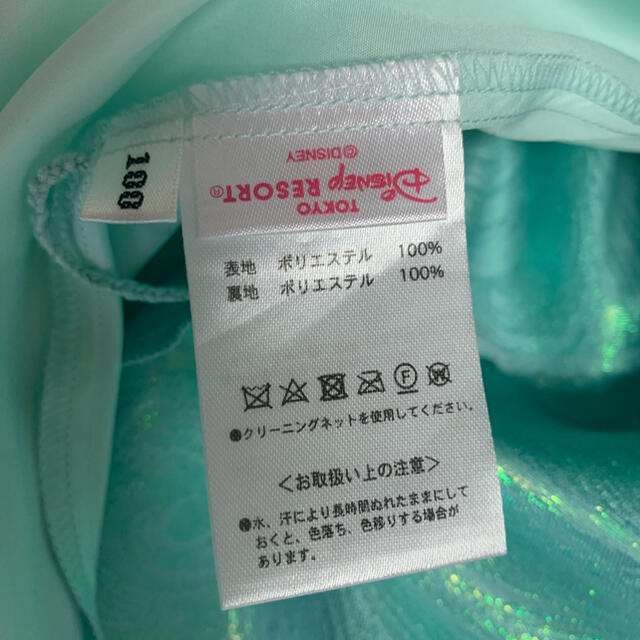 100
TOKYO
DISNEY RESORT®
© DISNEY
表地 ポリエステル 100%
裏地 ポリエステル 100%
F
●クリーニングネットを使用してください。
<お取扱い上の注意>
●水、汗により長時間ぬれたままにして
おくと、色落ち、色移りする場合が
あります。